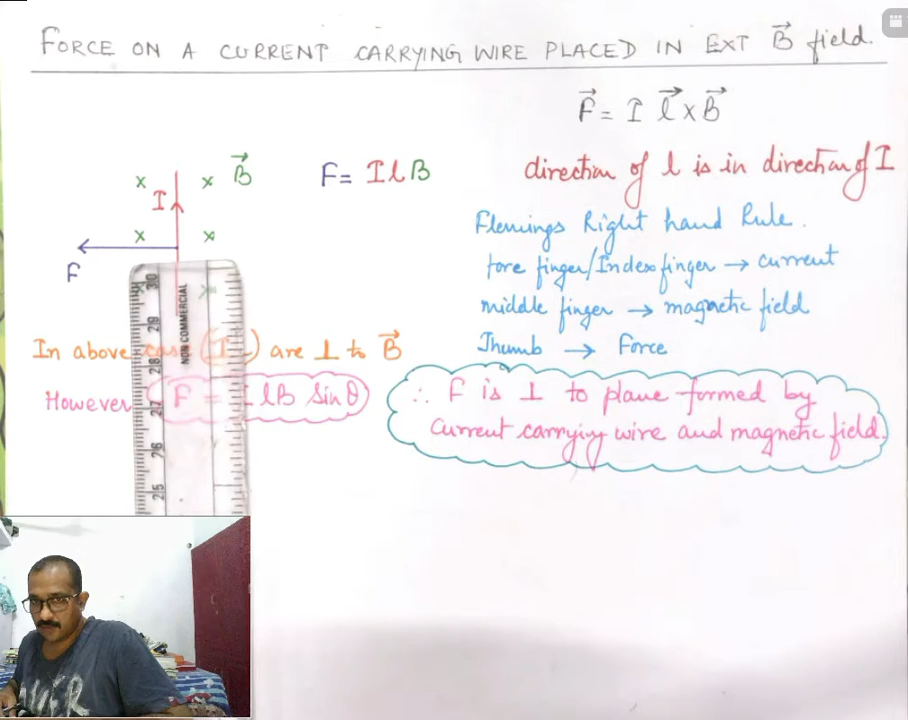 FORCE ON A CURRENT CARRYING WIRE PLACED IN EXT B⃗ field.
F⃗ = I l⃗ × B⃗
x x B⃗
I
F = IlB
direction of l is in direction of I
Flemings Right hand Rule.
x x
F
fore finger/Index finger → current
middle finger → magnetic field
Thumb → Force
In above are ⊥ to B⃗
However F = IlB Sinθ
∴ F is ⊥ to plane formed by
current carrying wire and magnetic field.
30
29
28
27
26
25
NON COMMERCIAL